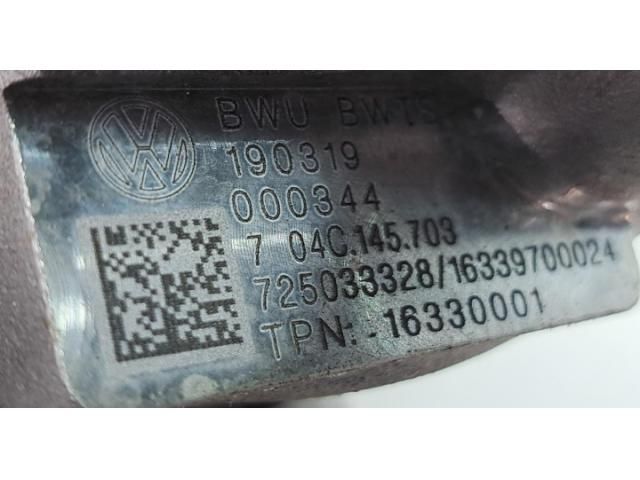 BWU BWTS
190319
000344
7 04C.145.703
725033328/16339700024
TPN: -16330001